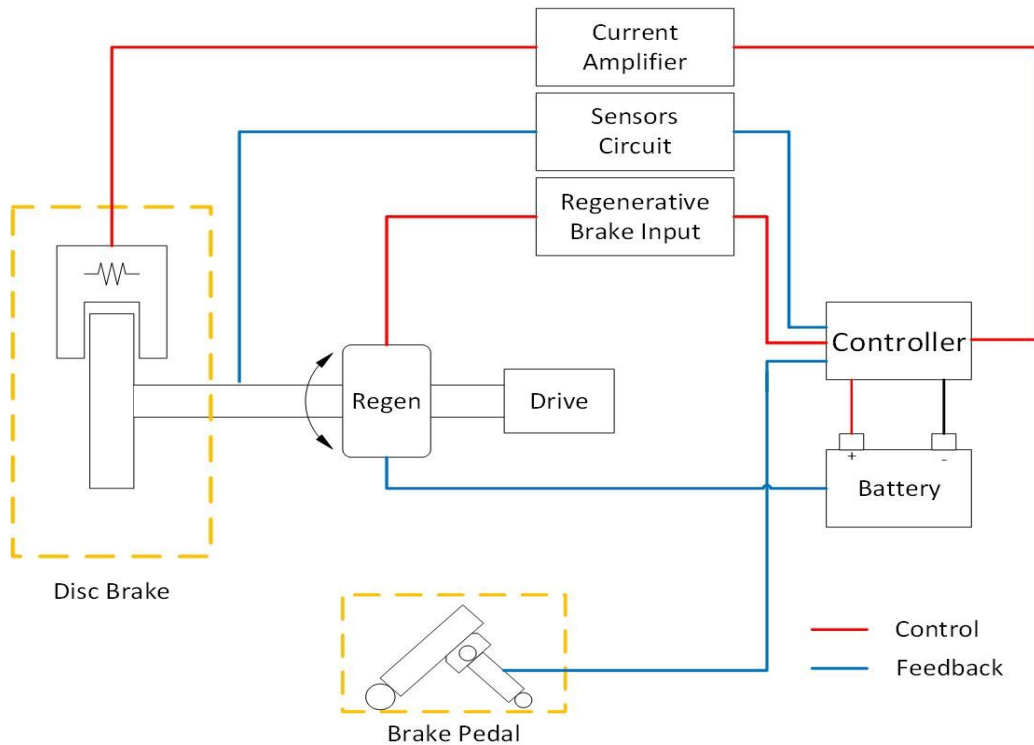 Current
Amplifier
Sensors
Circuit
Regenerative
Brake Input
Controller
Regen
Drive
+
-
Battery
Disc Brake
Control
Feedback
Brake Pedal